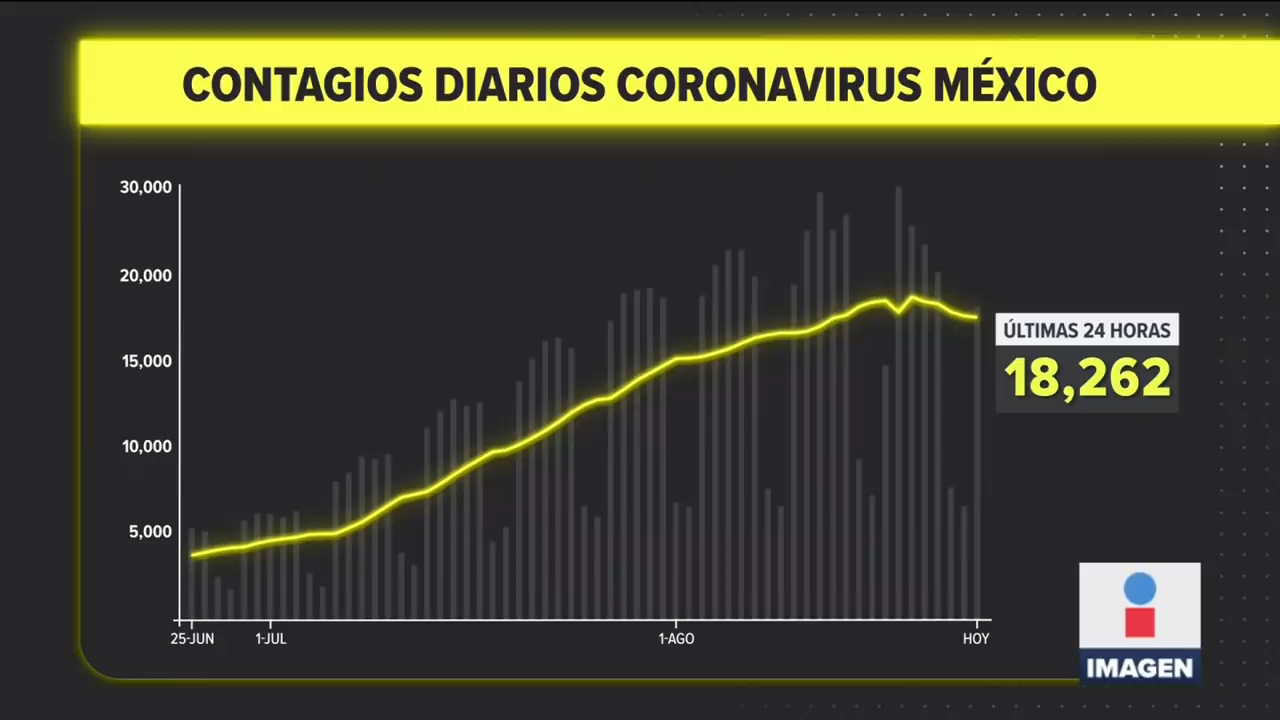 CONTAGIOS DIARIOS CORONAVIRUS MÉXICO
30,000
20,000
15,000
10,000
5,000
25-JUN
1-JUL
1-AGO
HOY
ÚLTIMAS 24 HORAS
18,262
IMAGEN